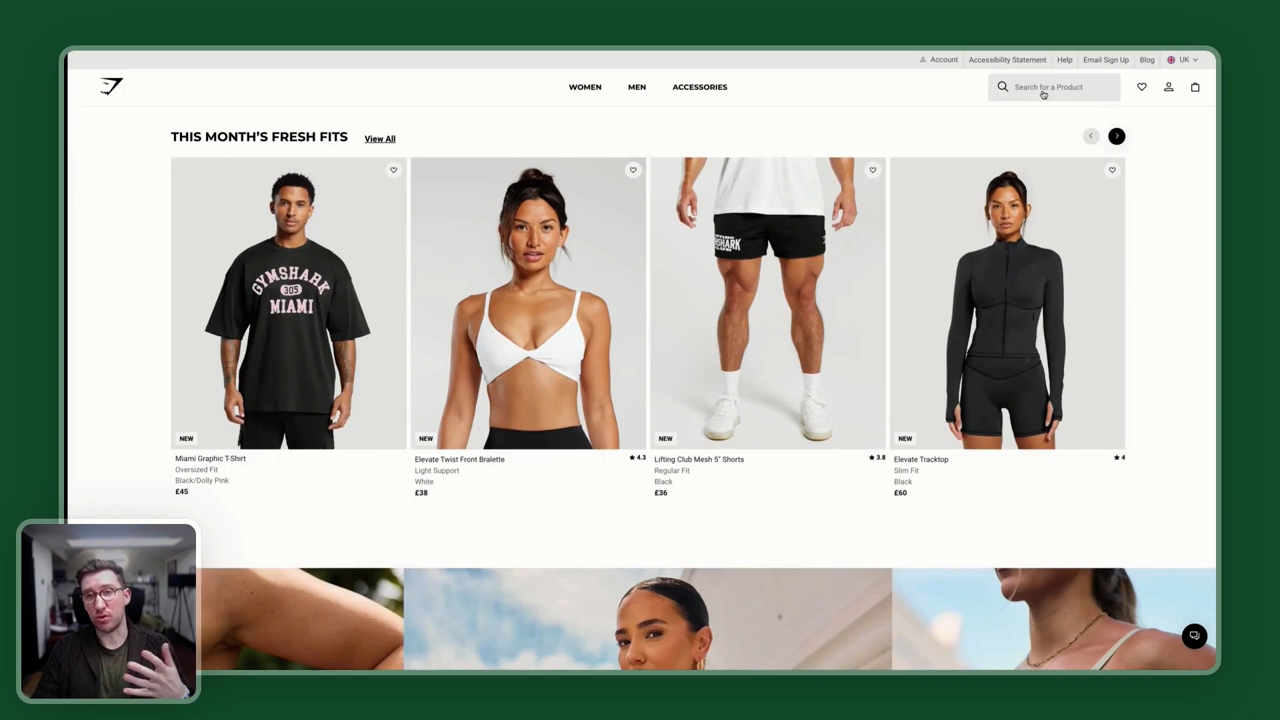 Account
Accessibility Statement
Help
Email Sign Up
Blog
UK
WOMEN
MEN
ACCESSORIES
Search for a Product
THIS MONTH'S FRESH FITS
View All
GYMSHARK
305
MIAMI
SHARK
NEW
NEW
NEW
NEW
Miami Graphic T-Shirt
Oversized Fit
Black/Dolly Pink
£45
Elevate Twist Front Bralette
4.3
Light Support
White
£38
Lifting Club Mesh 5" Shorts
3.8
Regular Fit
Black
£36
Elevate Tracktop
4
Slim Fit
Black
£60